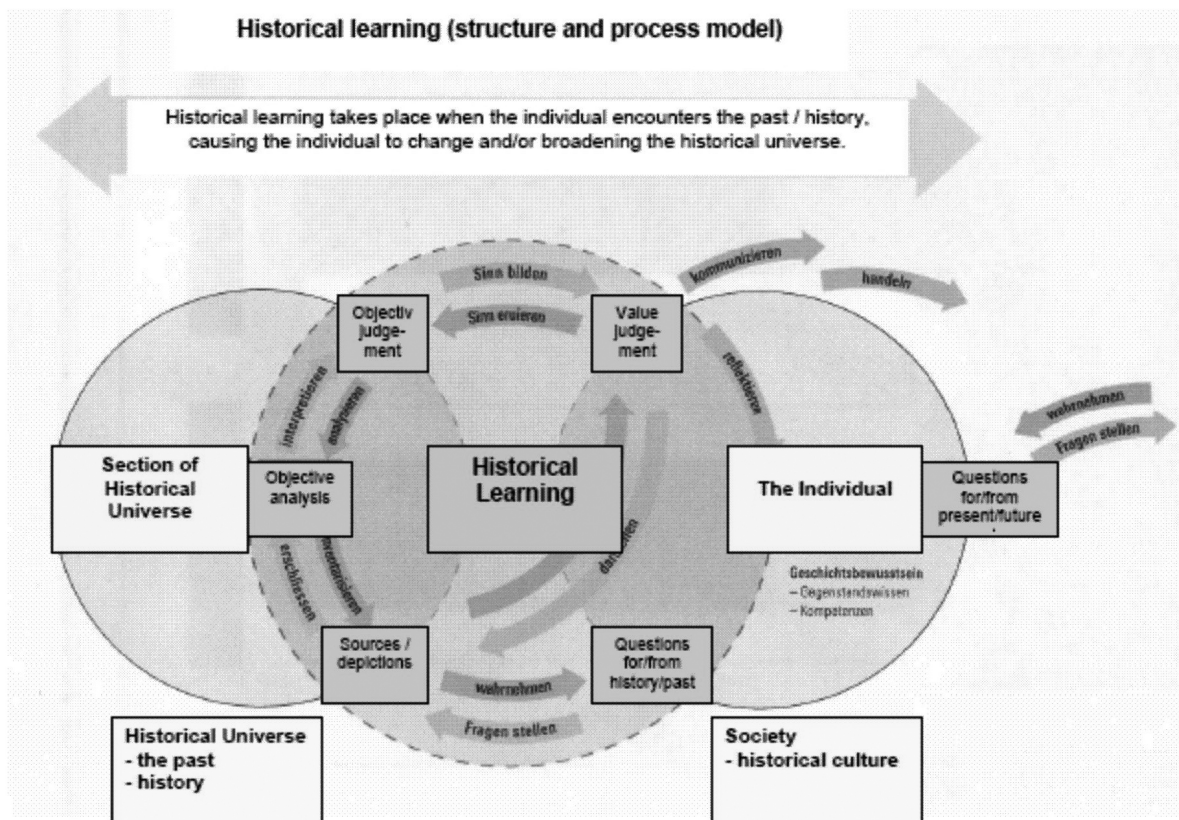 Historical learning (structure and process model)
Historical learning takes place when the individual encounters the past / history,
causing the individual to change and/or broadening the historical universe.
kommunizieren
handeln
Sinn bilden
Sinn eruieren
Objectiv
judge-
ment
Value
judgement
interpretieren
analysieren
reflektieren
wahrnehmen
Fragen stellen
Section of
Historical
Universe
Objective
analysis
Historical
Learning
The Individual
Questions
for/from
present/future
erschliessen
Geschichtsbewusstsein
– Gegenstandswissen
– Kompetenzen
Sources /
depictions
Questions
for/from
history/past
wahrnehmen
Fragen stellen
Historical Universe
- the past
- history
Society
- historical culture